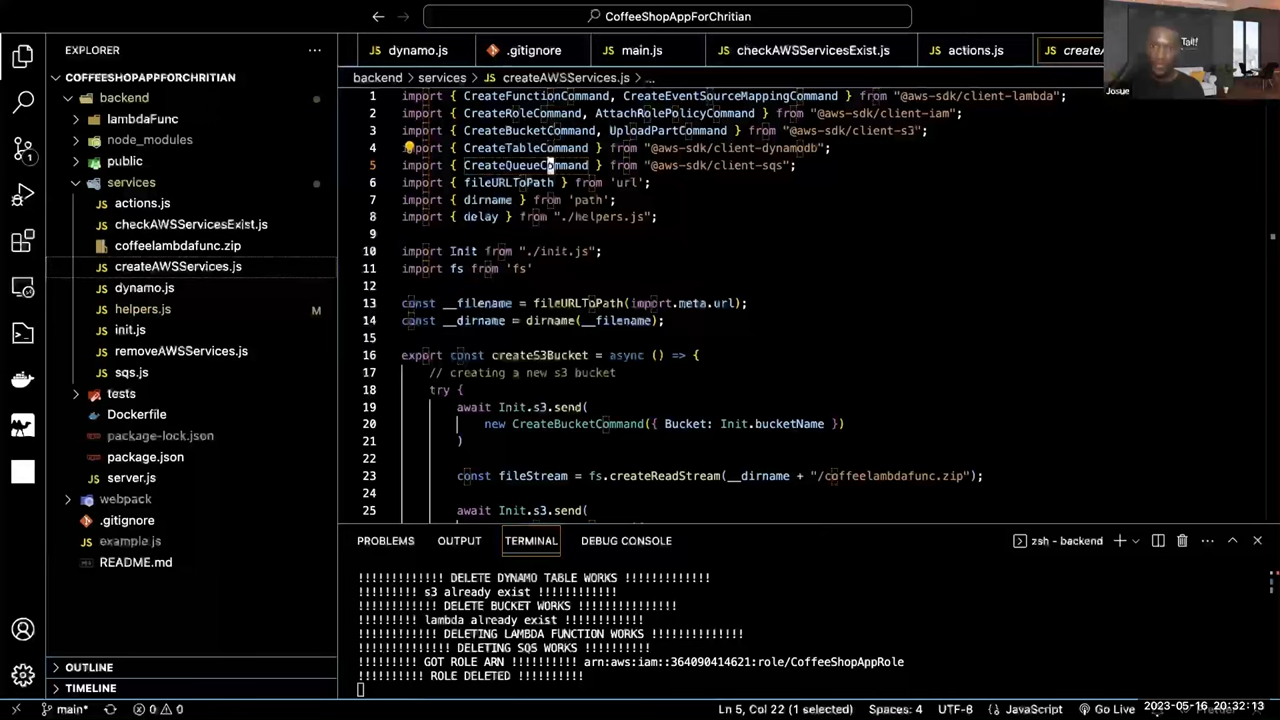 CoffeeShopAppForChritian
EXPLORER
dynamo.js
.gitignore
main.js
checkAWSServicesExist.js
actions.js
Josue
COFFEESHOPAPPFORCHRITIAN
backend
lambdaFunc
node_modules
public
services
actions.js
checkAWSServicesExist.js
coffeelambdafunc.zip
createAWSServices.js
dynamo.js
helpers.js M
init.js
removeAWSServices.js
sqs.js
tests
Dockerfile
package-lock.json
package.json
server.js
webpack
.gitignore
example.js
README.md
OUTLINE
TIMELINE
backend > services > createAWSServices.js > ...
1 import { CreateFunctionCommand, CreateEventSourceMappingCommand } from "@aws-sdk/client-lambda";
2 import { CreateRoleCommand, AttachRolePolicyCommand } from "@aws-sdk/client-iam";
3 import { CreateBucketCommand, UploadPartCommand } from "@aws-sdk/client-s3";
4 import { CreateTableCommand } from "@aws-sdk/client-dynamodb";
5 import { CreateQueueCommand } from "@aws-sdk/client-sqs";
6 import { fileURLToPath } from 'url';
7 import { dirname } from 'path';
8 import { delay } from "./helpers.js";
9
10 import Init from "./init.js";
11 import fs from 'fs'
12
13 const __filename = fileURLToPath(import.meta.url);
14 const __dirname = dirname(__filename);
15
16 export const createS3Bucket = async () => {
17 // creating a new s3 bucket
18 try {
19 await Init.s3.send(
20 new CreateBucketCommand({ Bucket: Init.bucketName })
21 )
22
23 const fileStream = fs.createReadStream(__dirname + "/coffeelambdafunc.zip");
24
25 await Init.s3.send(
PROBLEMS OUTPUT TERMINAL DEBUG CONSOLE
zsh - backend
!!!!!!!!!!!!! DELETE DYNAMO TABLE WORKS !!!!!!!!!!!!!
!!!!!!!!! s3 already exist !!!!!!!!!!!!
!!!!!!!!!!!! DELETE BUCKET WORKS !!!!!!!!!!!!!!!
!!!!!!!!! lambda already exist !!!!!!!!!!!!
!!!!!!!!!!!!! DELETING LAMBDA FUNCTION WORKS !!!!!!!!!!!!!
!!!!!!!!!!!!! DELETING SQS WORKS !!!!!!!!!!
!!!!!!!!! GOT ROLE ARN !!!!!!!!!! arn:aws:iam::364090414621:role/CoffeeShopAppRole
!!!!!!!!!! ROLE DELETED !!!!!!!!!!
main* 0 0
Ln 5, Col 22 (1 selected) Spaces: 4 UTF-8 { } JavaScript Go Live
2023-05-16 20:32:13